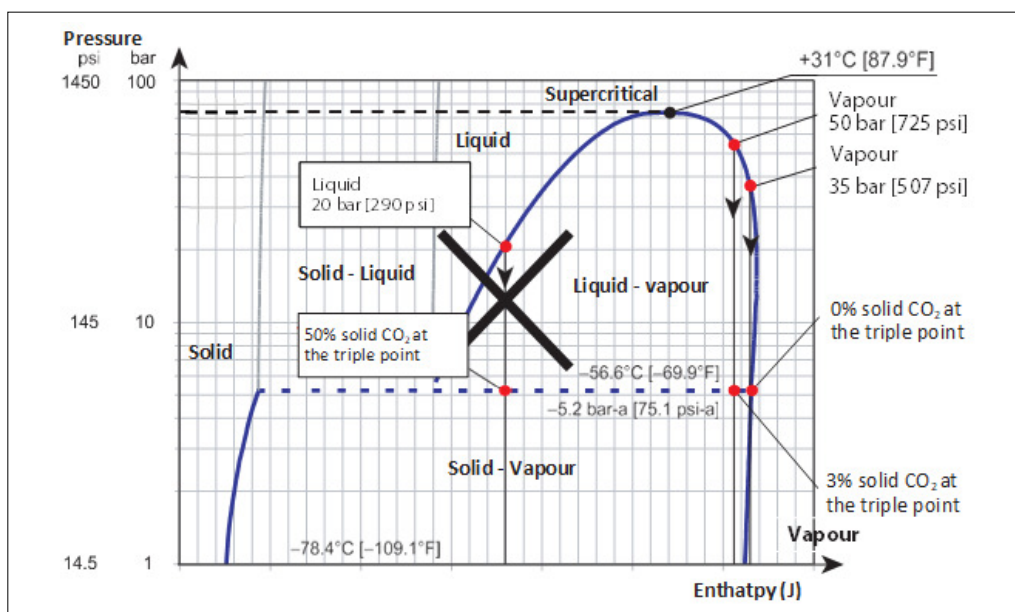 Pressure
psi bar
+31°C [87.9°F]
1450 100
Supercritical
Vapour
50 bar [725 psi]
Liquid
Vapour
35 bar [507 psi]
Liquid
20 bar [290 psi]
Solid - Liquid
Liquid - vapour
0% solid CO₂ at
the triple point
145 10
50% solid CO₂ at
the triple point
Solid
–56.6°C [–69.9°F]
–5.2 bar-a [75.1 psi-a]
Solid - Vapour
3% solid CO₂ at
the triple point
Vapour
–78.4°C [–109.1°F]
14.5 1
Enthatpy (J)